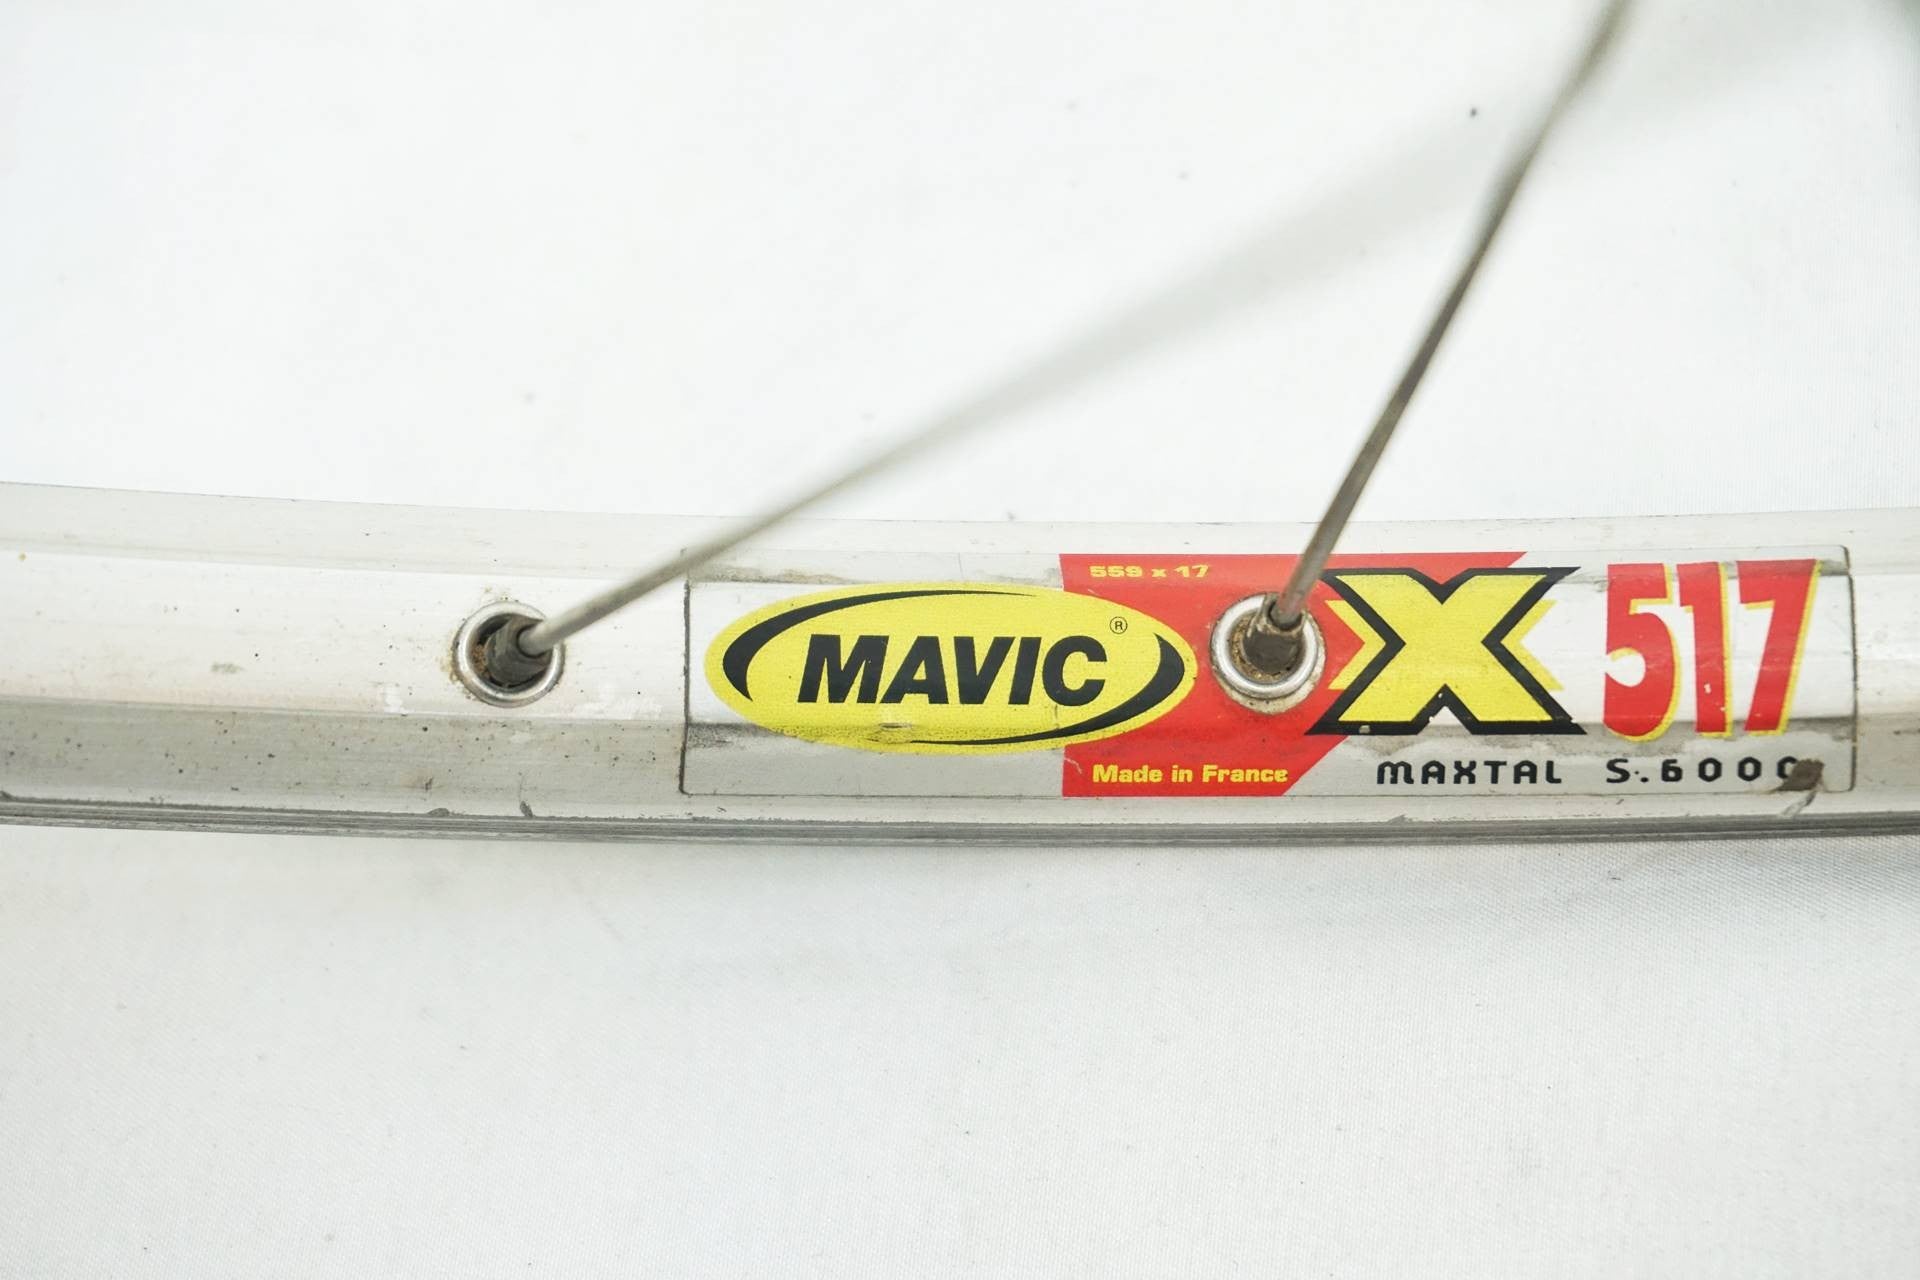 559 x 17
MAVIC ®
X 517
Made in France
MAXTAL S.6000